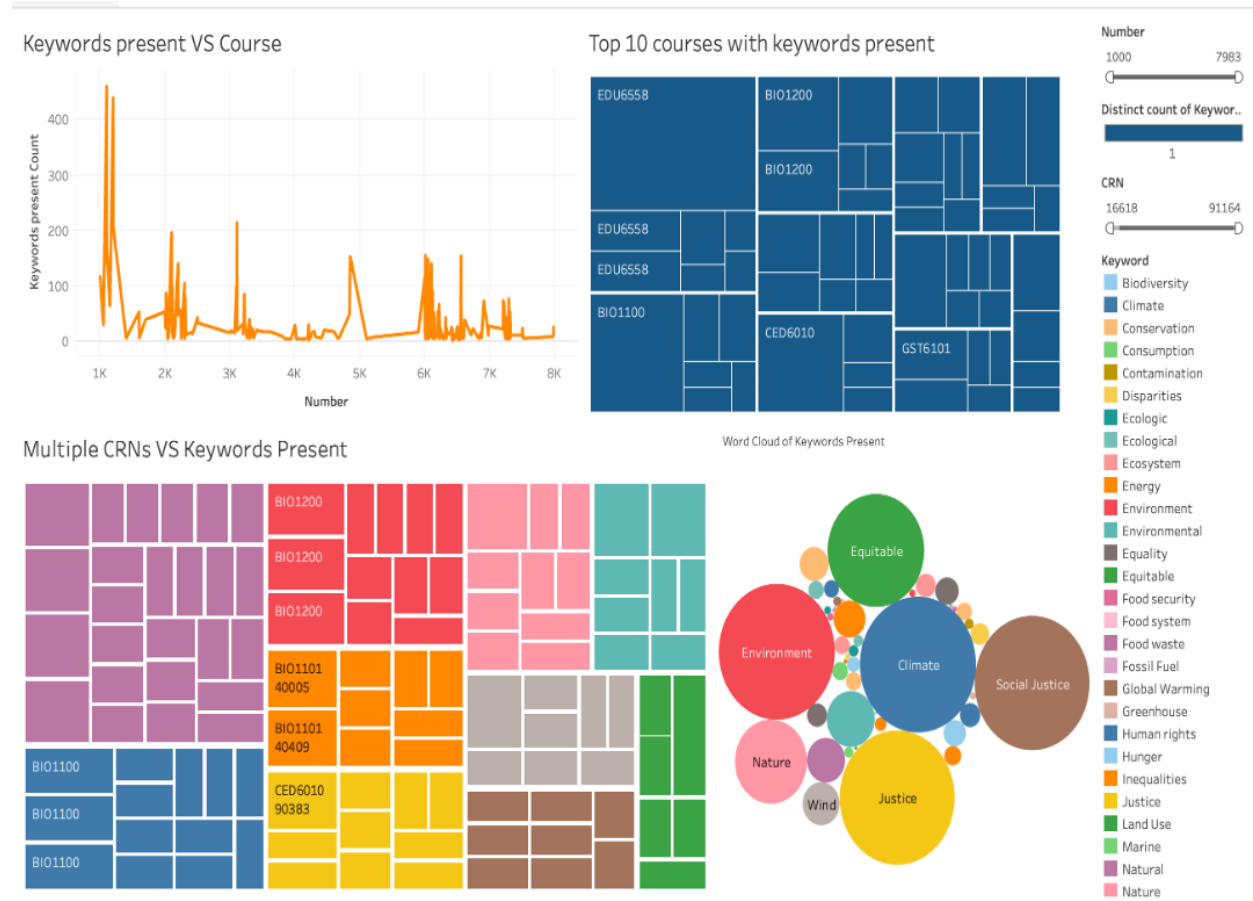 Keywords present VS Course
Keywords present Count
400
300
200
100
0
1K
2K
3K
4K
5K
6K
7K
8K
Number
Top 10 courses with keywords present
EDU6558
EDU6558
EDU6558
BIO1100
BIO1200
BIO1200
CED6010
GST6101
Number
1000 7983
Distinct count of Keywor..
1
CRN
16618 91164
Keyword
Biodiversity
Climate
Conservation
Consumption
Contamination
Disparities
Ecologic
Ecological
Ecosystem
Energy
Environment
Environmental
Equality
Equitable
Food security
Food system
Food waste
Fossil Fuel
Global Warming
Greenhouse
Human rights
Hunger
Inequalities
Justice
Land Use
Marine
Natural
Nature
Multiple CRNs VS Keywords Present
BIO1100
BIO1100
BIO1100
BIO1200
BIO1200
BIO1200
BIO1101
40005
BIO1101
40409
CED6010
90383
Word Cloud of Keywords Present
Equitable
Environment
Climate
Social Justice
Nature
Wind
Justice